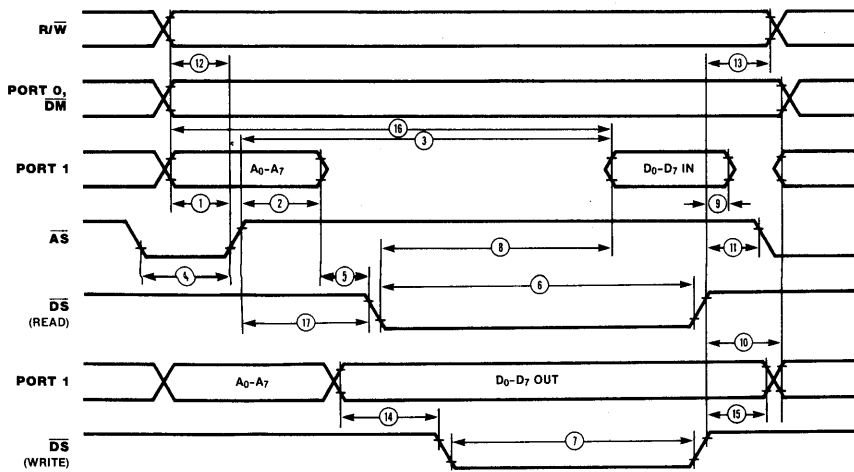 R/W̅
12
13
PORT 0,
D̅M̅
16
3
PORT 1
A0-A7
D0-D7 IN
1
2
9
A̅S̅
8
11
4
5
6
D̅S̅
(READ)
17
10
PORT 1
A0-A7
D0-D7 OUT
14
15
7
D̅S̅
(WRITE)